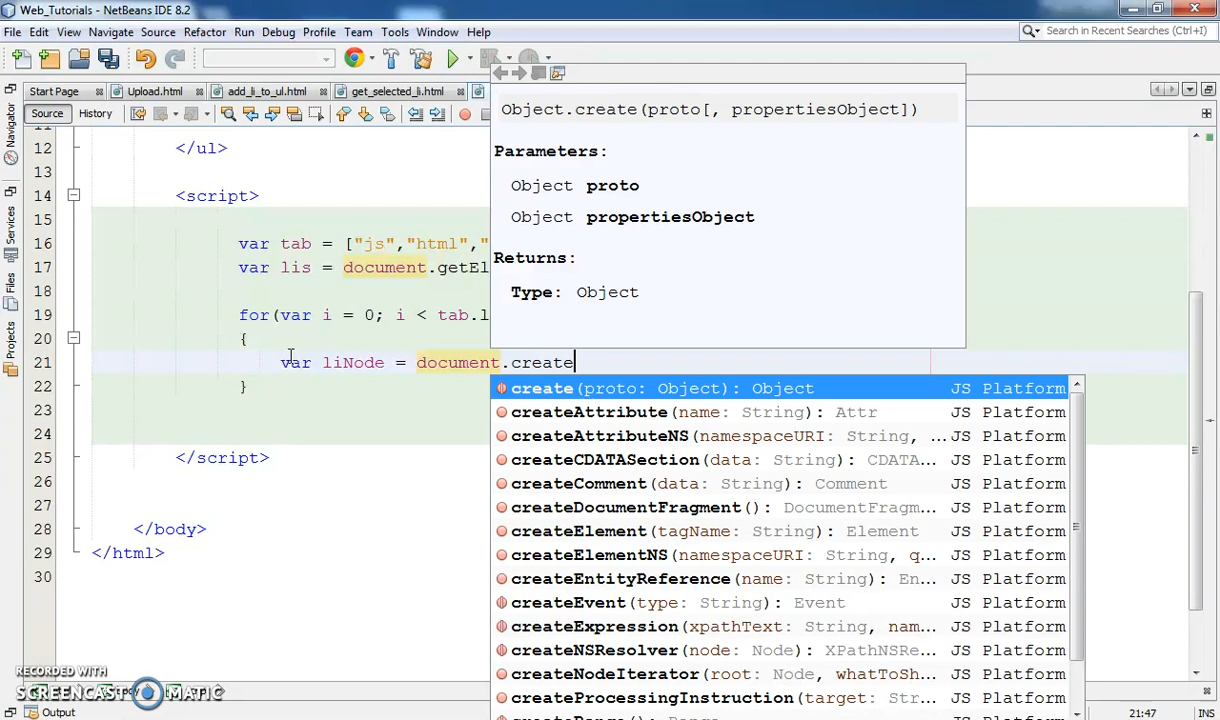 Web_Tutorials - NetBeans IDE 8.2
File Edit View Navigate Source Refactor Run Debug Profile Team Tools Window Help
Search in Recent Searches (Ctrl+I)
Start Page Upload.html add_li_to_ul.html get_selected_li.html
Source History
Navigator
Services
Files
Projects
Object.create(proto[, propertiesObject])
Parameters:
Object proto
Object propertiesObject
Returns:
Type: Object
12 </ul>
13
14 <script>
15
16 var tab = ["js","html","
17 var lis = document.getEl
18
19 for(var i = 0; i < tab.l
20 {
21 var liNode = document.create
22 }
23
24
25 </script>
26
27
28 </body>
29 </html>
30
create(proto: Object): Object JS Platform
createAttribute(name: String): Attr JS Platform
createAttributeNS(namespaceURI: String, ... JS Platform
createCDATASection(data: String): CDATA... JS Platform
createComment(data: String): Comment JS Platform
createDocumentFragment(): DocumentFragm... JS Platform
createElement(tagName: String): Element JS Platform
createElementNS(namespaceURI: String, q... JS Platform
createEntityReference(name: String): En... JS Platform
createEvent(type: String): Event JS Platform
createExpression(xpathText: String, nam... JS Platform
createNSResolver(node: Node): XPathNSRe... JS Platform
createNodeIterator(root: Node, whatToSh... JS Platform
createProcessingInstruction(target: Str... JS Platform
RECORDED WITH
SCREENCAST MATIC
Output
21:47 INS